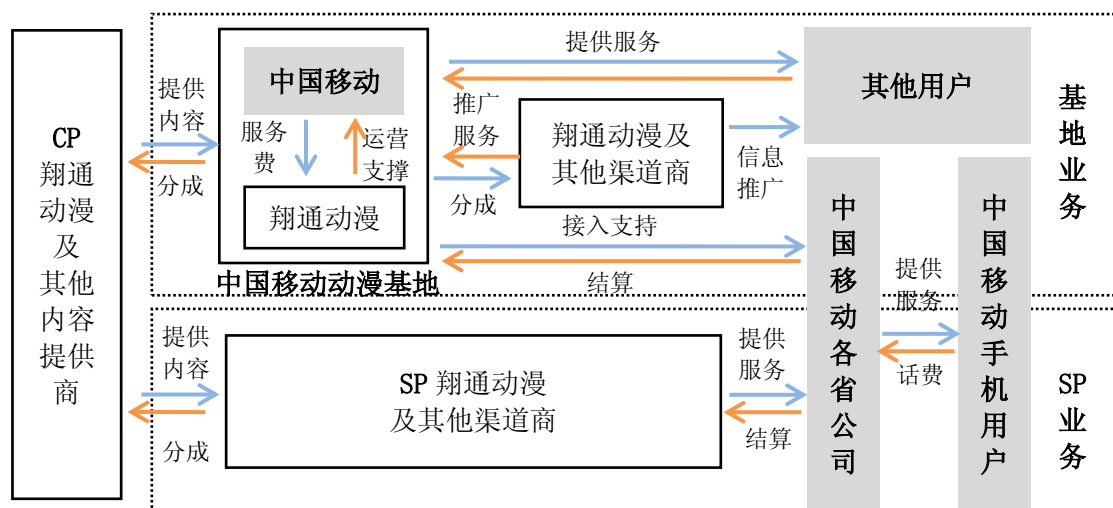 CP
翔通
动漫
及
其他
内容
提供
商
提供
内容
分成
中国移动
服务
费
运营
支撑
翔通动漫
中国移动动漫基地
提供服务
推广
服务
分成
翔通动漫及
其他渠道商
信息
推广
接入支持
结算
其他用户
基
地
业
务
提供
内容
分成
SP 翔通动漫
及其他渠道商
提供
服务
结算
中
国
移
动
各
省
公
司
提供
服务
话费
中
国
移
动
手
机
用
户
SP
业
务